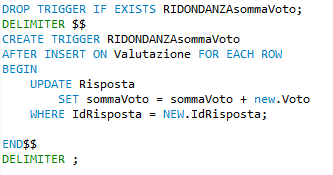 DROP TRIGGER IF EXISTS RIDONDANZAsommaVoto;
DELIMITER $$
CREATE TRIGGER RIDONDANZAsommaVoto
AFTER INSERT ON Valutazione FOR EACH ROW
BEGIN
UPDATE Risposta
SET sommaVoto = sommaVoto + new.Voto
WHERE IdRisposta = NEW.IdRisposta;
END$$
DELIMITER ;